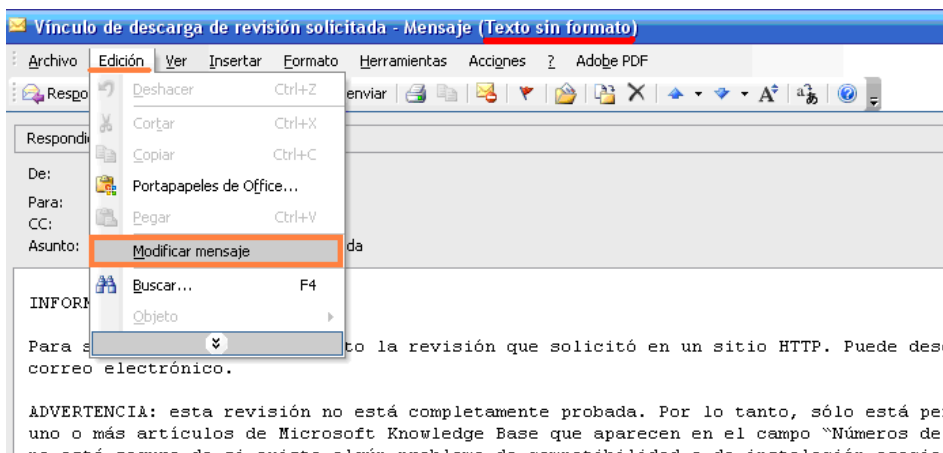 Vínculo de descarga de revisión solicitada - Mensaje (Texto sin formato)
Archivo Edición Ver Insertar Formato Herramientas Acciones ? Adobe PDF
Respo enviar
Deshacer Ctrl+Z
Cortar Ctrl+X
Respondi
Copiar Ctrl+C
De:
Portapapeles de Office...
Para:
Pegar Ctrl+V
CC:
Asunto: da
Modificar mensaje
Buscar... F4
INFORM
Objeto
Para s to la revisión que solicitó en un sitio HTTP. Puede des
correo electrónico.
ADVERTENCIA: esta revisión no está completamente probada. Por lo tanto, sólo está pe
uno o más artículos de Microsoft Knowledge Base que aparecen en el campo "Números de